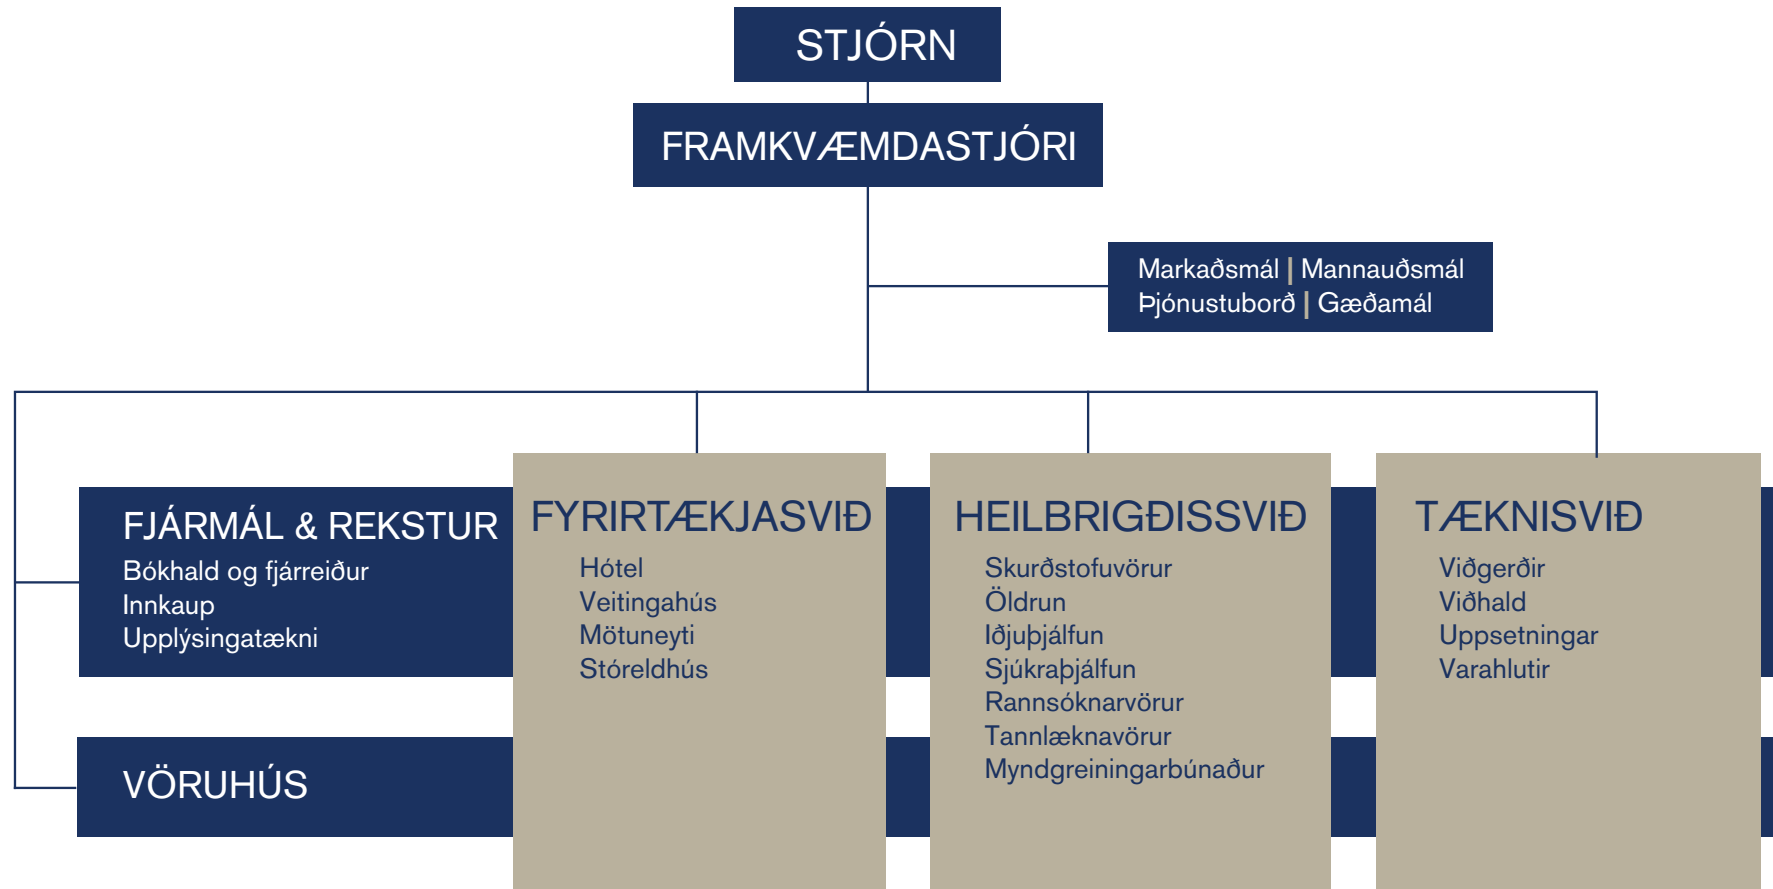 STJÓRN
FRAMKVÆMDASTJÓRI
Markaðsmál | Mannauðsmál
Þjónustuborð | Gæðamál
FJÁRMÁL & REKSTUR
Bókhald og fjárreiður
Innkaup
Upplýsingatækni
FYRIRTÆKJASVIÐ
Hótel
Veitingahús
Mötuneyti
Stóreldhús
HEILBRIGÐISSVIÐ
Skurðstofuvörur
Öldrun
Iðjuþjálfun
Sjúkraþjálfun
Rannsóknarvörur
Tannlæknavörur
Myndgreiningarbúnaður
TÆKNISVIÐ
Viðgerðir
Viðhald
Uppsetningar
Varahlutir
VÖRUHÚS